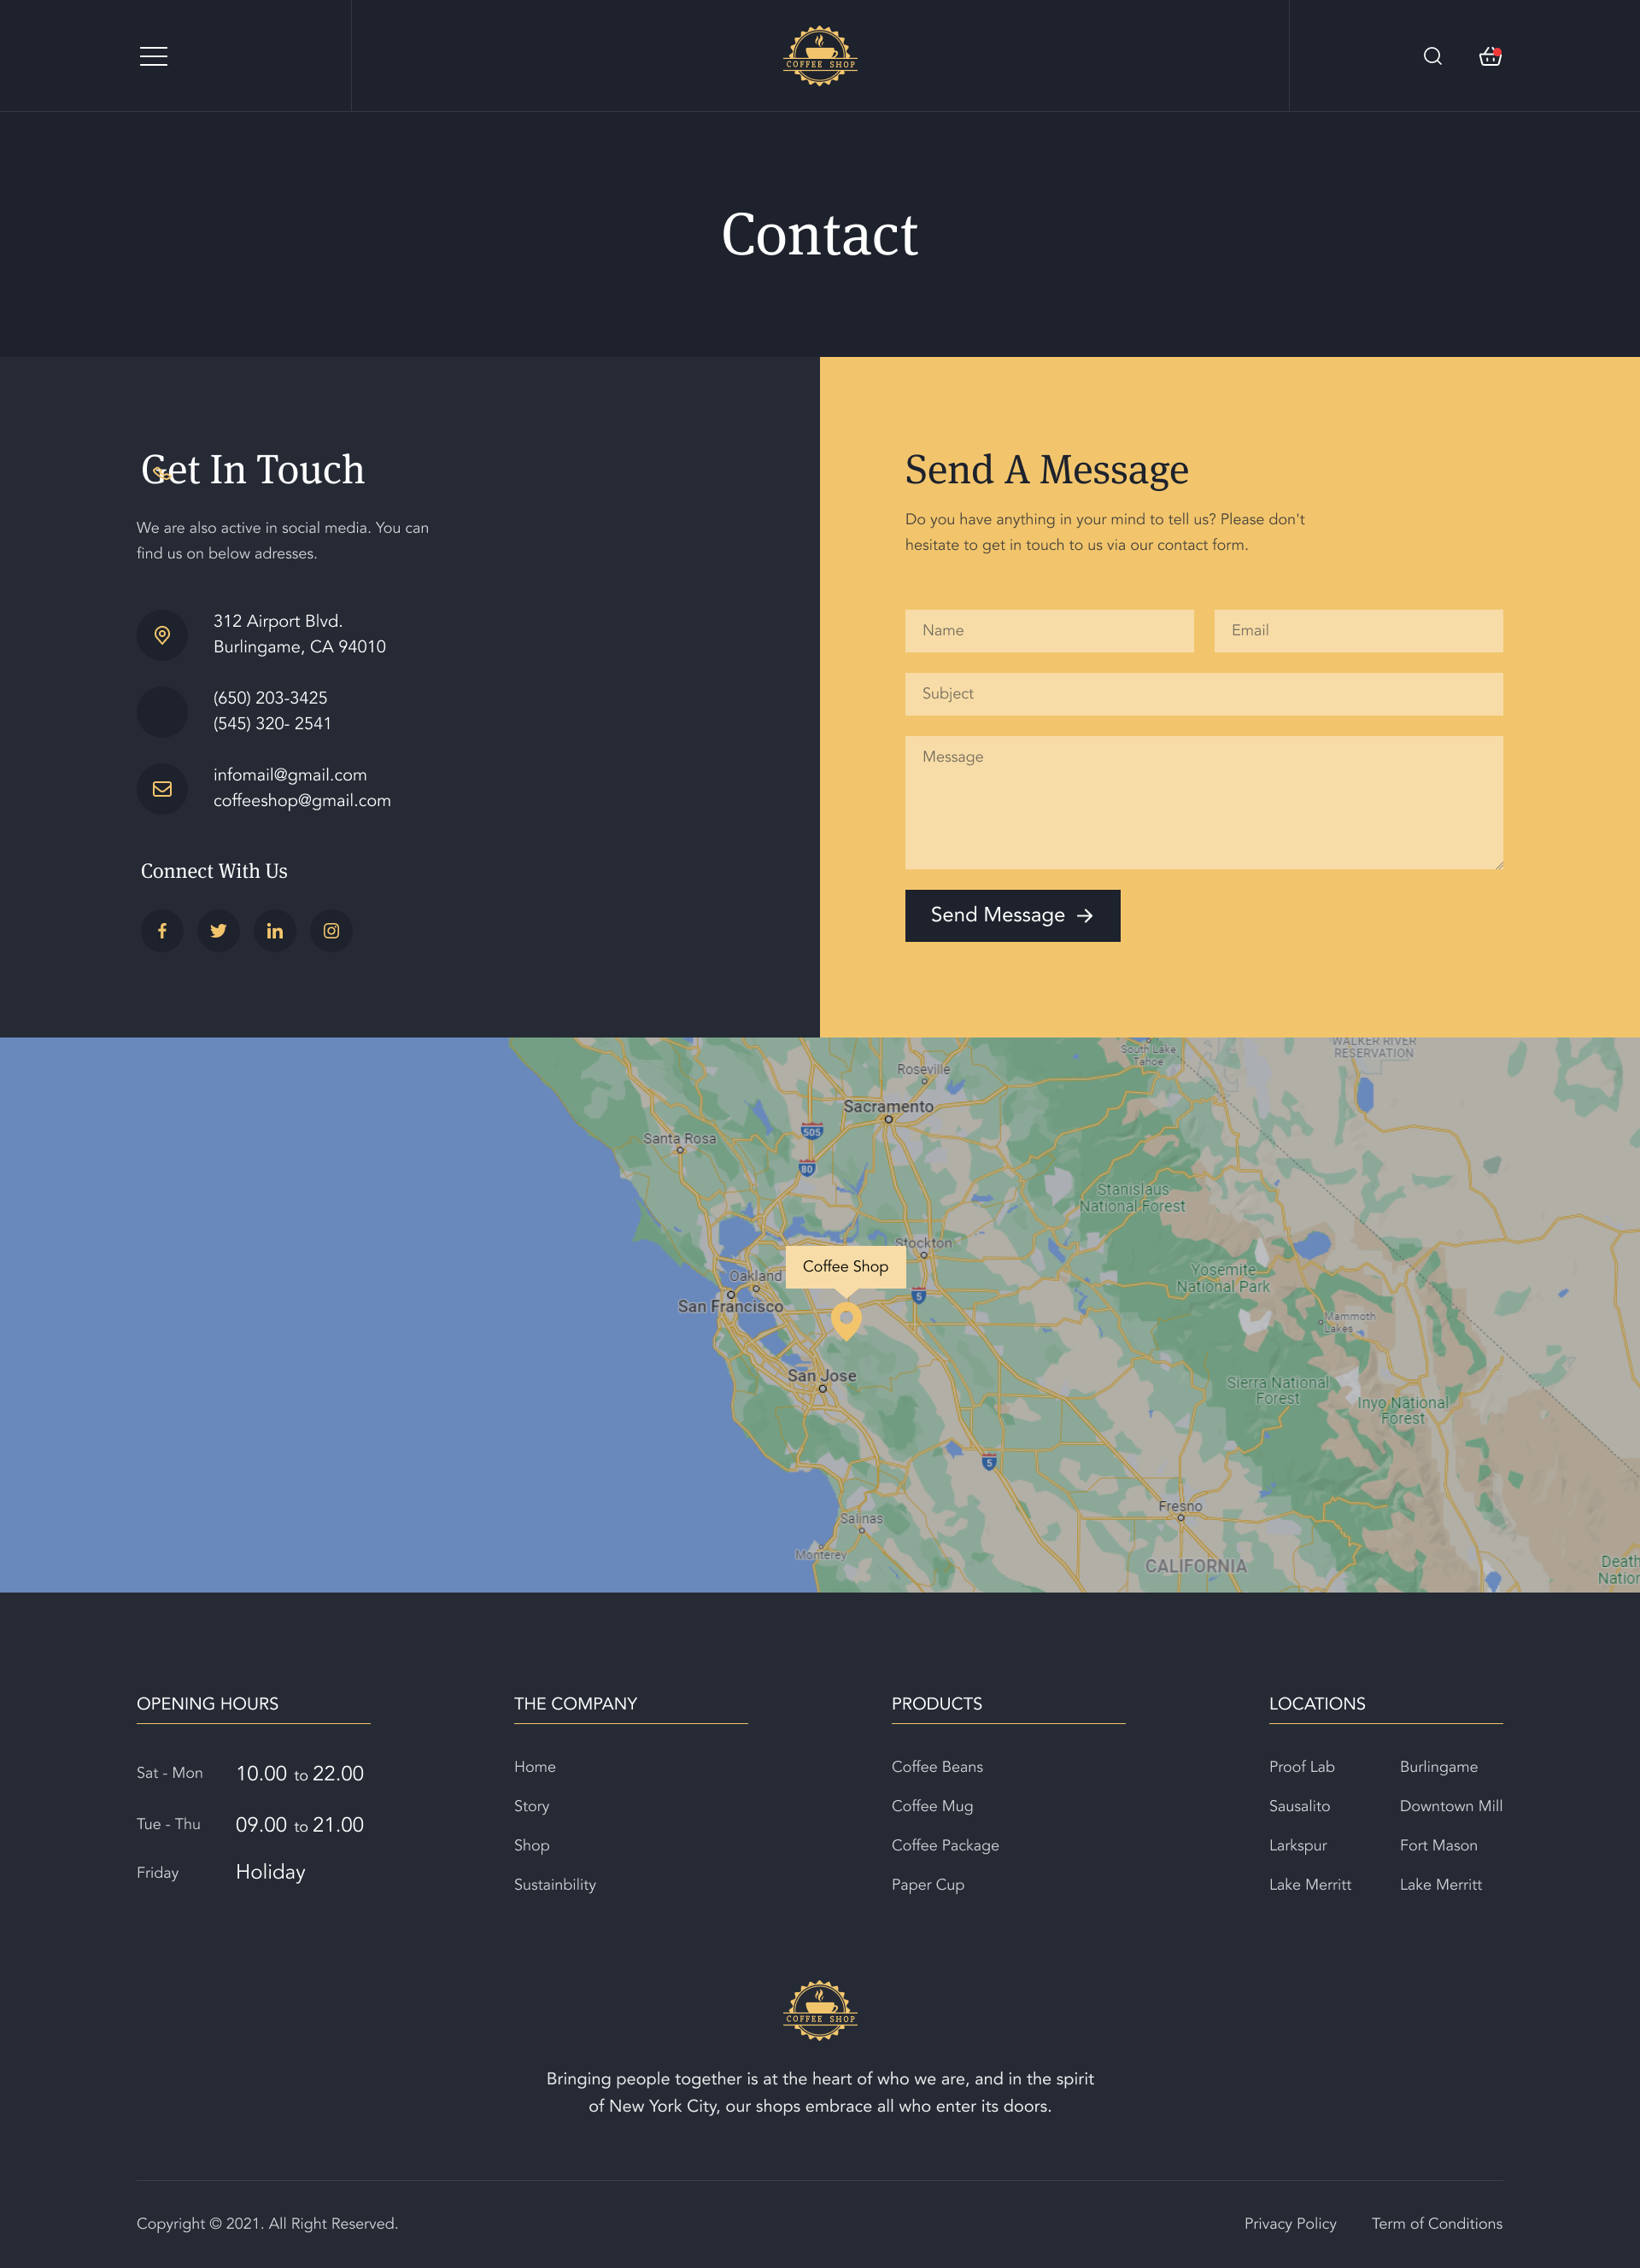 COFFEE SHOP
Contact
Get In Touch
We are also active in social media. You can
find us on below adresses.
312 Airport Blvd.
Burlingame, CA 94010
(650) 203-3425
(545) 320- 2541
infomail@gmail.com
coffeeshop@gmail.com
Connect With Us
Send A Message
Do you have anything in your mind to tell us? Please don't
hesitate to get in touch to us via our contact form.
Name
Email
Subject
Message
Send Message
WALKER RIVER
RESERVATION
South Lake
Tahoe
Roseville
Sacramento
505
Santa Rosa
80
Stanislaus
National Forest
Stockton
Coffee Shop
Yosemite
National Park
Oakland
5
San Francisco
Mammoth
Lakes
San Jose
Sierra National
Forest
Inyo National
Forest
5
Fresno
Salinas
Monterey
CALIFORNIA
Death
Nation
OPENING HOURS
Sat - Mon 10.00 to 22.00
Tue - Thu 09.00 to 21.00
Friday Holiday
THE COMPANY
Home
Story
Shop
Sustainbility
PRODUCTS
Coffee Beans
Coffee Mug
Coffee Package
Paper Cup
LOCATIONS
Proof Lab Burlingame
Sausalito Downtown Mill
Larkspur Fort Mason
Lake Merritt Lake Merritt
COFFEE SHOP
Bringing people together is at the heart of who we are, and in the spirit
of New York City, our shops embrace all who enter its doors.
Copyright © 2021. All Right Reserved.
Privacy Policy Term of Conditions